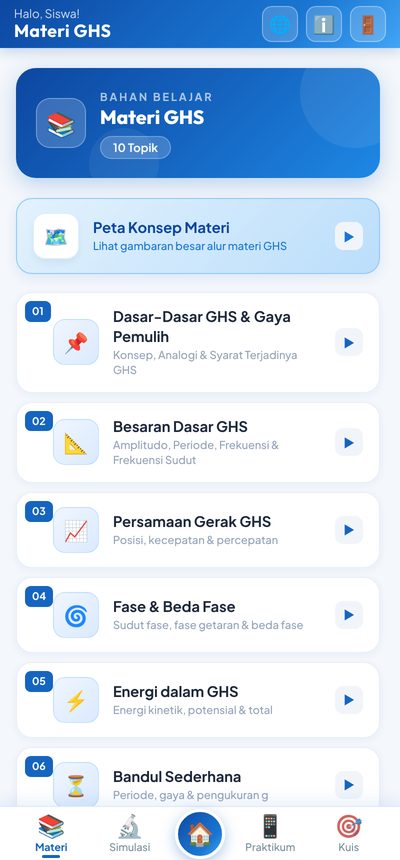 Halo, Siswa!
Materi GHS
BAHAN BELAJAR
Materi GHS
10 Topik
Peta Konsep Materi
Lihat gambaran besar alur materi GHS
01
Dasar-Dasar GHS & Gaya
Pemulih
Konsep, Analogi & Syarat Terjadinya
GHS
02
Besaran Dasar GHS
Amplitudo, Periode, Frekuensi &
Frekuensi Sudut
03
Persamaan Gerak GHS
Posisi, kecepatan & percepatan
04
Fase & Beda Fase
Sudut fase, fase getaran & beda fase
05
Energi dalam GHS
Energi kinetik, potensial & total
06
Bandul Sederhana
Periode, gaya & pengukuran g
Materi
Simulasi
Praktikum
Kuis